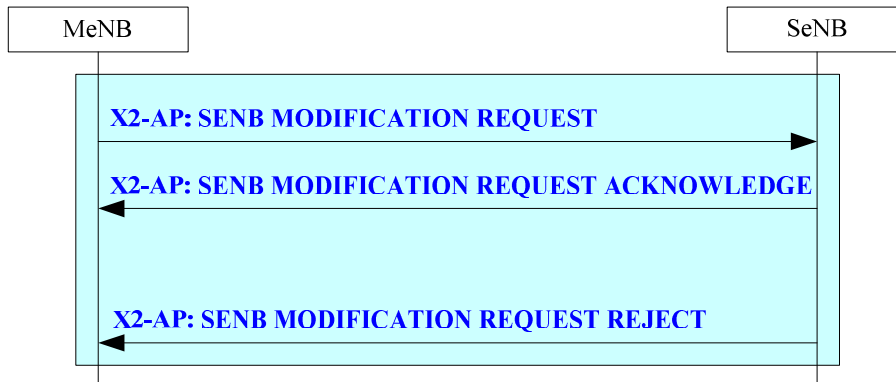 MeNB
SeNB
X2-AP: SENB MODIFICATION REQUEST
X2-AP: SENB MODIFICATION REQUEST ACKNOWLEDGE
X2-AP: SENB MODIFICATION REQUEST REJECT